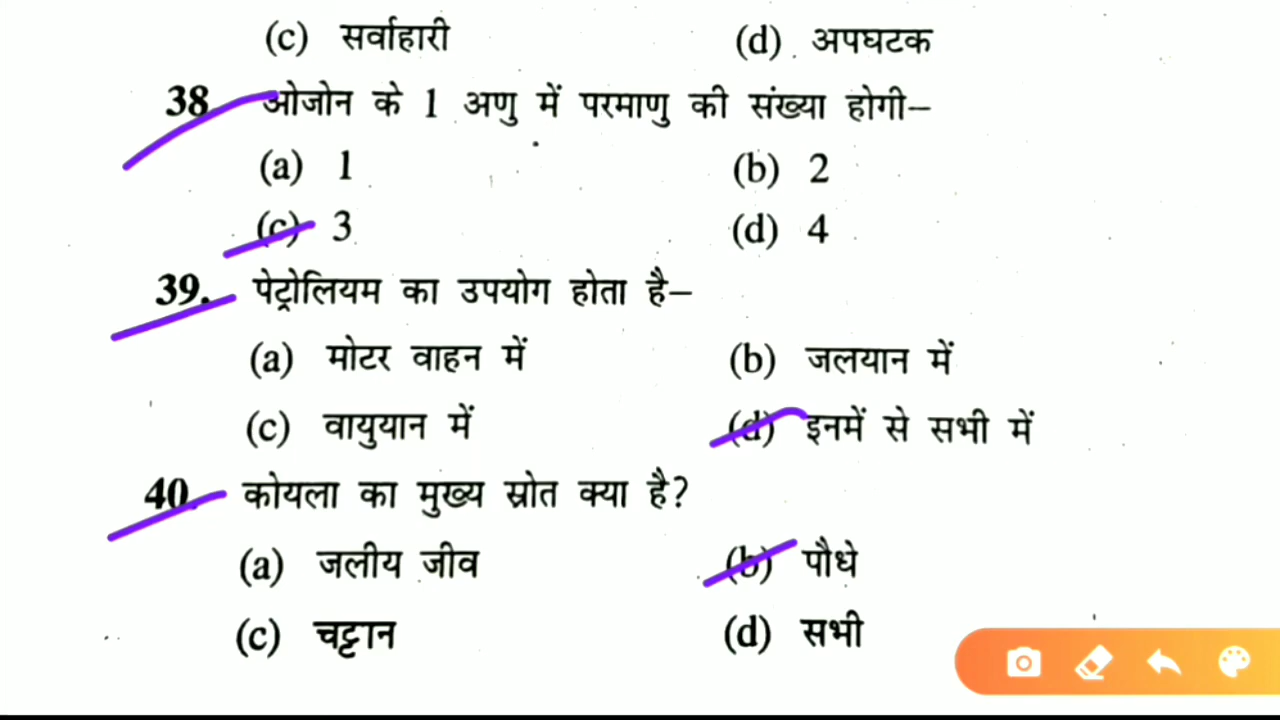 (c) सर्वाहारी (d) अपघटक
38. ओजोन के 1 अणु में परमाणु की संख्या होगी–
(a) 1 (b) 2
(c) 3 (d) 4
39. पेट्रोलियम का उपयोग होता है–
(a) मोटर वाहन में (b) जलयान में
(c) वायुयान में (d) इनमें से सभी में
40. कोयला का मुख्य स्रोत क्या है?
(a) जलीय जीव (b) पौधे
(c) चट्टान (d) सभी